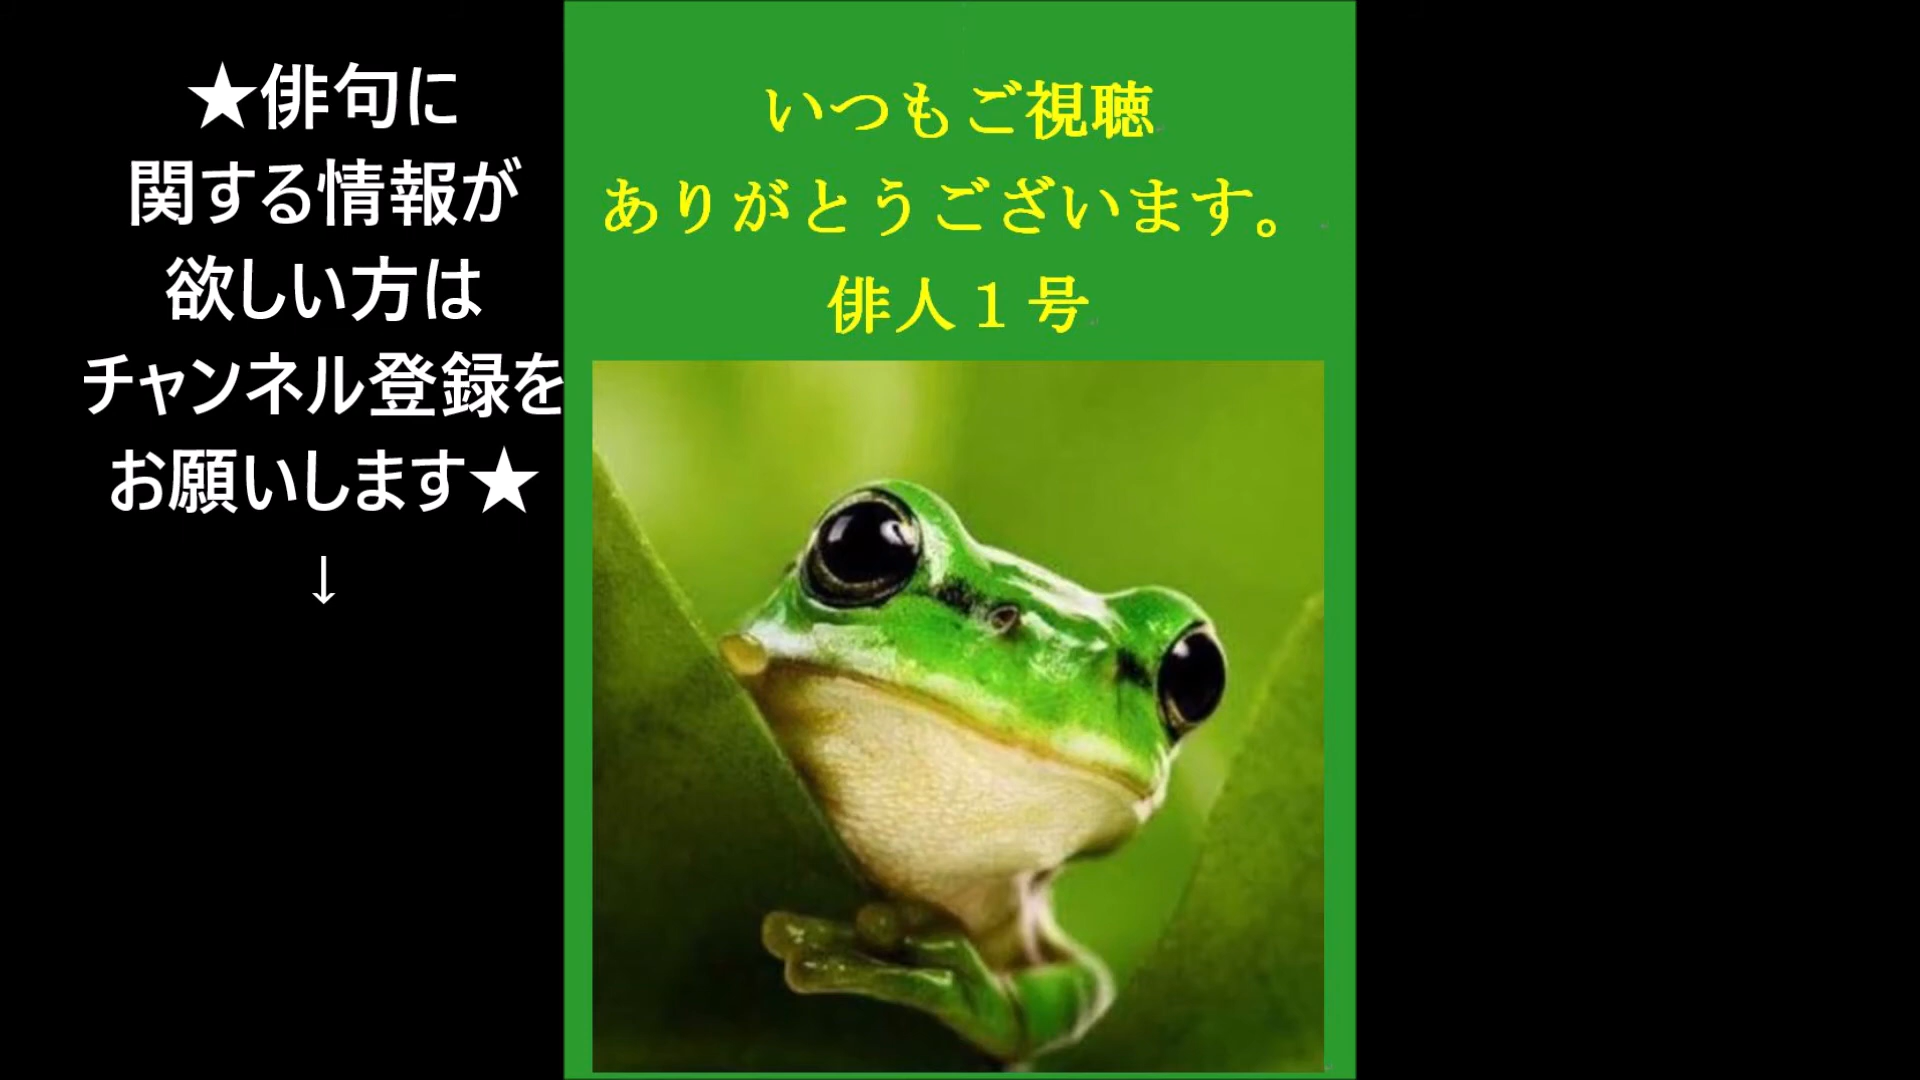 ★俳句に
関する情報が
欲しい方は
チャンネル登録を
お願いします★
↓
いつもご視聴
ありがとうございます。
俳人１号